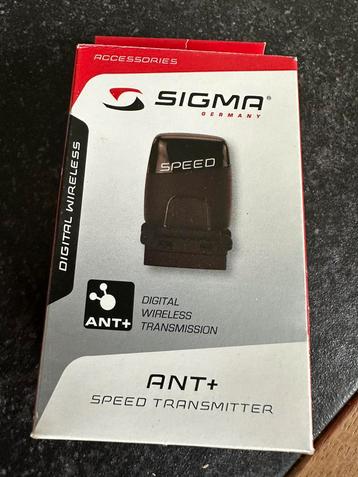 ACCESSORIES
SIGMA®
GERMANY
DIGITAL WIRELESS
SPEED
ANT+
DIGITAL
WIRELESS
TRANSMISSION
ANT+
SPEED TRANSMITTER